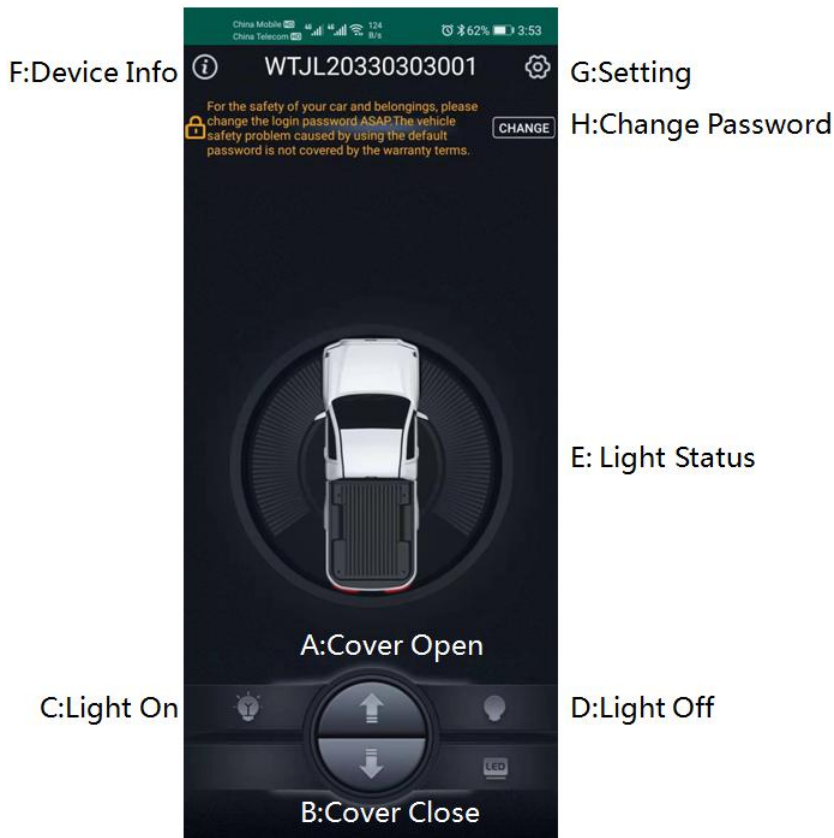 China Mobile HD 4G 4G 124
China Telecom HD B/s 62% 3:53
F:Device Info
WTJL20330303001
G:Setting
For the safety of your car and belongings, please
change the login password ASAP.The vehicle
safety problem caused by using the default
password is not covered by the warranty terms.
CHANGE
H:Change Password
E: Light Status
A:Cover Open
C:Light On
D:Light Off
LED
B:Cover Close